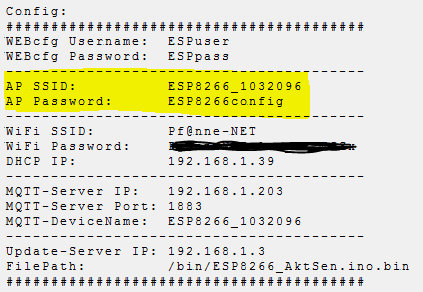 Config:
########################################
WEBcfg Username: ESPuser
WEBcfg Password: ESPpass
----------------------------------------
AP SSID: ESP8266_1032096
AP Password: ESP8266config
----------------------------------------
WiFi SSID: Pf@nne-NET
WiFi Password:
DHCP IP: 192.168.1.39
----------------------------------------
MQTT-Server IP: 192.168.1.203
MQTT-Server Port: 1883
MQTT-DeviceName: ESP8266_1032096
----------------------------------------
Update-Server IP: 192.168.1.3
FilePath: /bin/ESP8266_AktSen.ino.bin
########################################